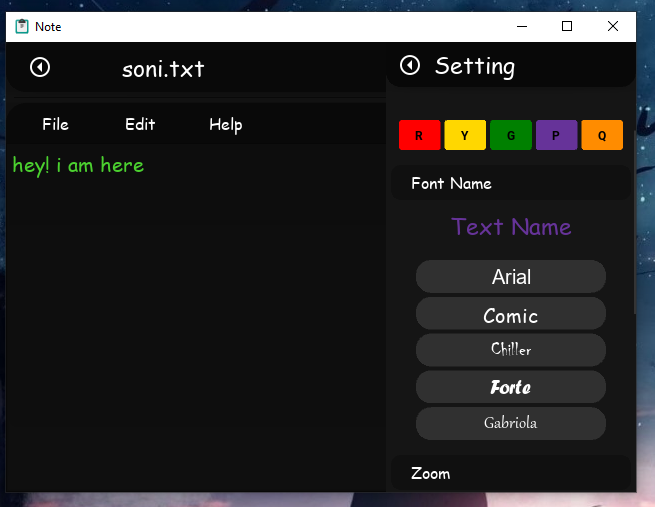 Note
soni.txt
File Edit Help
hey! i am here
Setting
R Y G P O
Font Name
Text Name
Arial
Comic
Chiller
Forte
Gabriola
Zoom